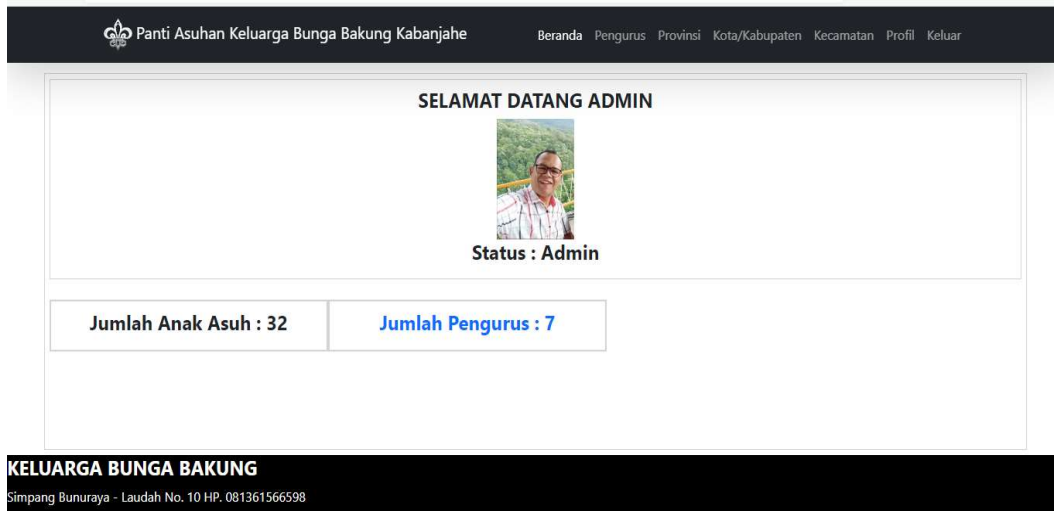 Panti Asuhan Keluarga Bunga Bakung Kabanjahe Beranda Pengurus Provinsi Kota/Kabupaten Kecamatan Profil Keluar
SELAMAT DATANG ADMIN
Status : Admin
Jumlah Anak Asuh : 32 Jumlah Pengurus : 7
KELUARGA BUNGA BAKUNG
Simpang Bunuraya - Laudah No. 10 HP. 081361566598